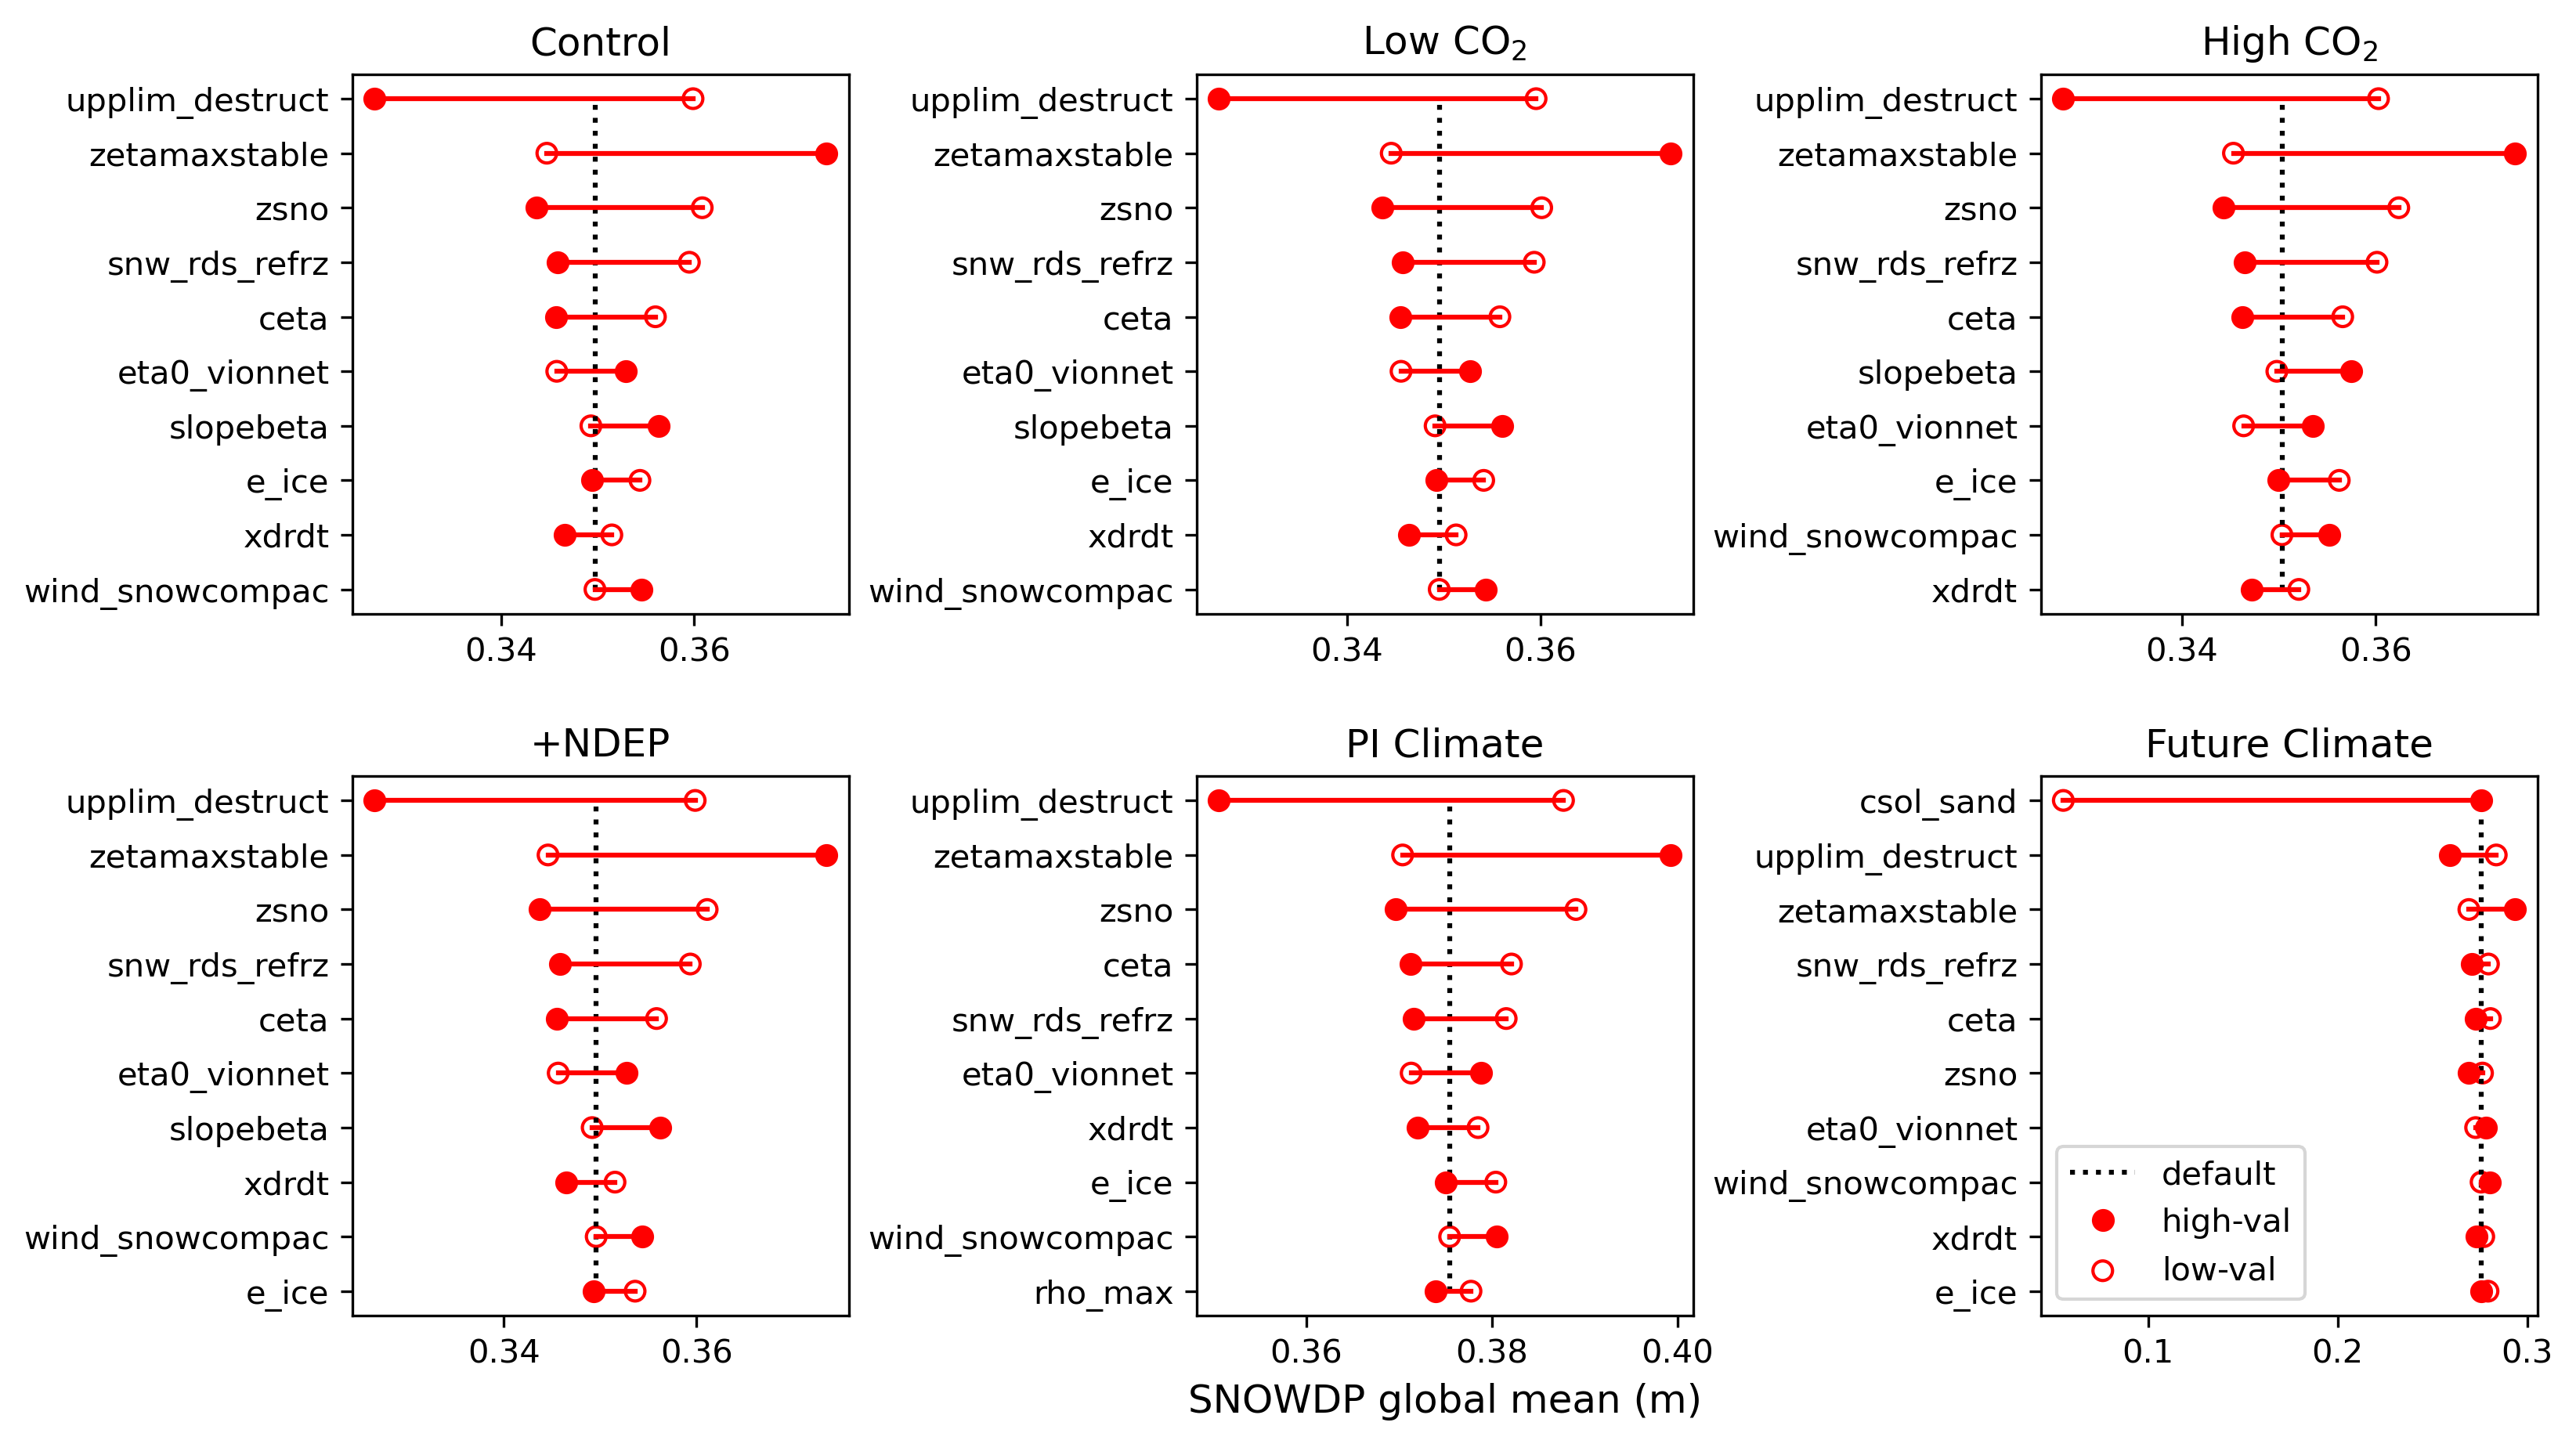 Control
upplim_destruct
zetamaxstable
zsno
snw_rds_refrz
ceta
eta0_vionnet
slopebeta
e_ice
xdrdt
wind_snowcompac
0.34 0.36
Low CO₂
upplim_destruct
zetamaxstable
zsno
snw_rds_refrz
ceta
eta0_vionnet
slopebeta
e_ice
xdrdt
wind_snowcompac
0.34 0.36
High CO₂
upplim_destruct
zetamaxstable
zsno
snw_rds_refrz
ceta
slopebeta
eta0_vionnet
e_ice
wind_snowcompac
xdrdt
0.34 0.36
+NDEP
upplim_destruct
zetamaxstable
zsno
snw_rds_refrz
ceta
eta0_vionnet
slopebeta
xdrdt
wind_snowcompac
e_ice
0.34 0.36
PI Climate
upplim_destruct
zetamaxstable
zsno
ceta
snw_rds_refrz
eta0_vionnet
xdrdt
e_ice
wind_snowcompac
rho_max
0.36 0.38 0.40
SNOWDP global mean (m)
Future Climate
csol_sand
upplim_destruct
zetamaxstable
snw_rds_refrz
ceta
zsno
eta0_vionnet
wind_snowcompac
xdrdt
e_ice
default
high-val
low-val
0.1 0.2 0.3